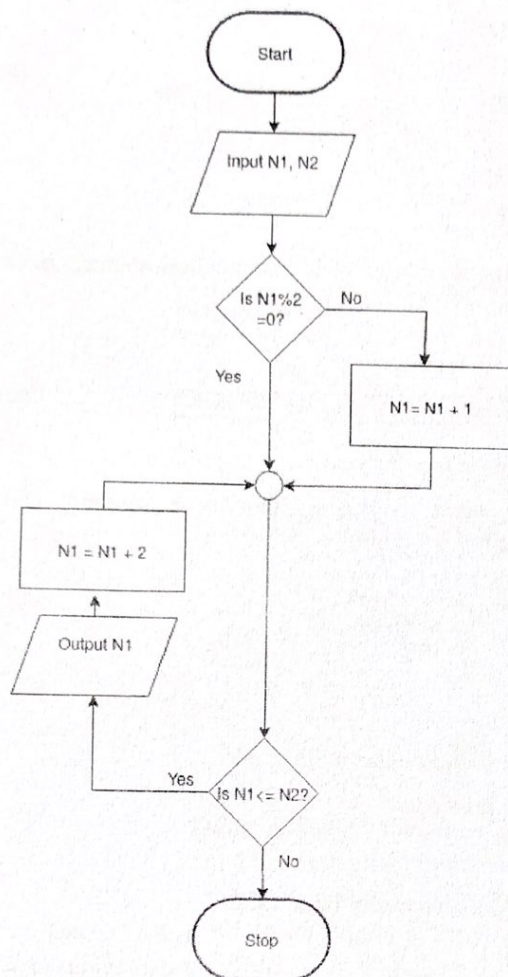 Start
Input N1, N2
Is N1%2
=0?
No
Yes
N1= N1 + 1
N1 = N1 + 2
Output N1
Yes
Is N1<= N2?
No
Stop